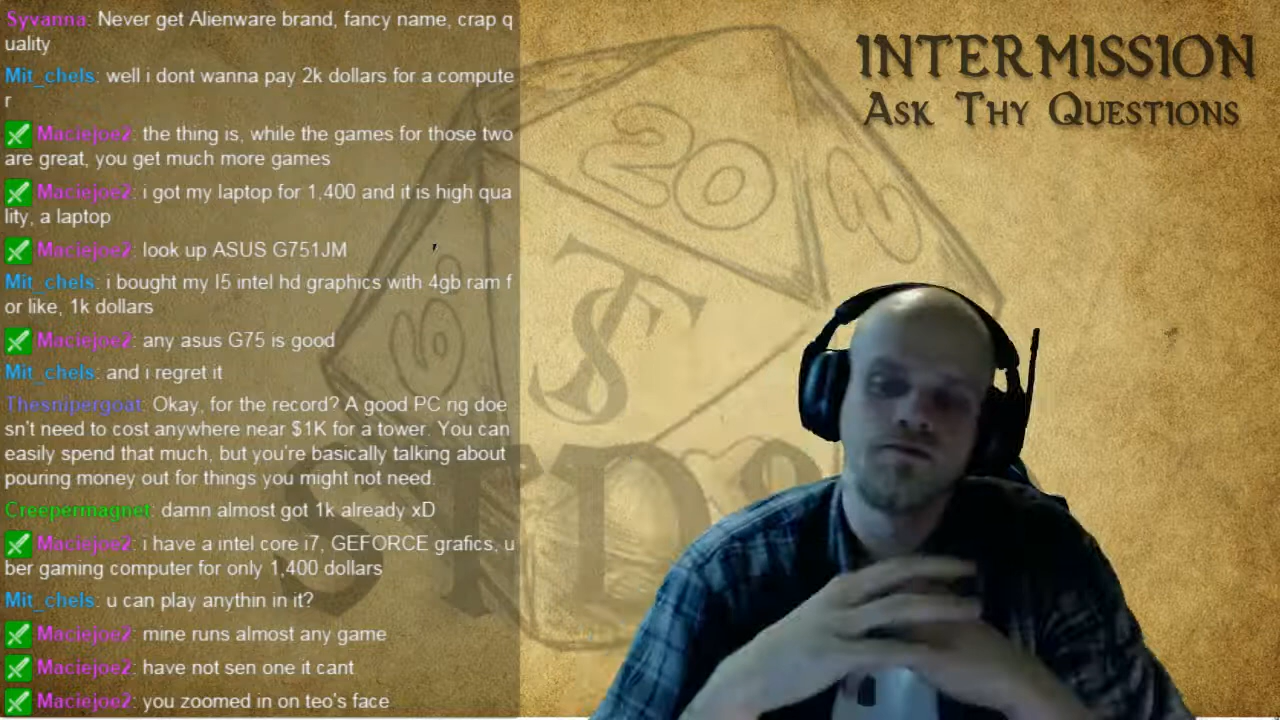 Syvanna: Never get Alienware brand, fancy name, crap q
uality
Mit_chels: well i dont wanna pay 2k dollars for a compute
r
Maciejoe2: the thing is, while the games for those two
are great, you get much more games
Maciejoe2: i got my laptop for 1,400 and it is high qua
lity, a laptop
Maciejoe2: look up ASUS G751JM
Mit_chels: i bought my I5 intel hd graphics with 4gb ram f
or like, 1k dollars
Maciejoe2: any asus G75 is good
Mit_chels: and i regret it
Thesnipergoat: Okay, for the record? A good PC rig doe
sn't need to cost anywhere near $1K for a tower. You can
easily spend that much, but you're basically talking about
pouring money out for things you might not need.
Creepermagnet: damn almost got 1k already xD
Maciejoe2: i have a intel core i7, GEFORCE grafics, u
ber gaming computer for only 1,400 dollars
Mit_chels: u can play anythin in it?
Maciejoe2: mine runs almost any game
Maciejoe2: have not sen one it cant
Maciejoe2: you zoomed in on teo's face
INTERMISSION
ASK THY QUESTIONS
20
8